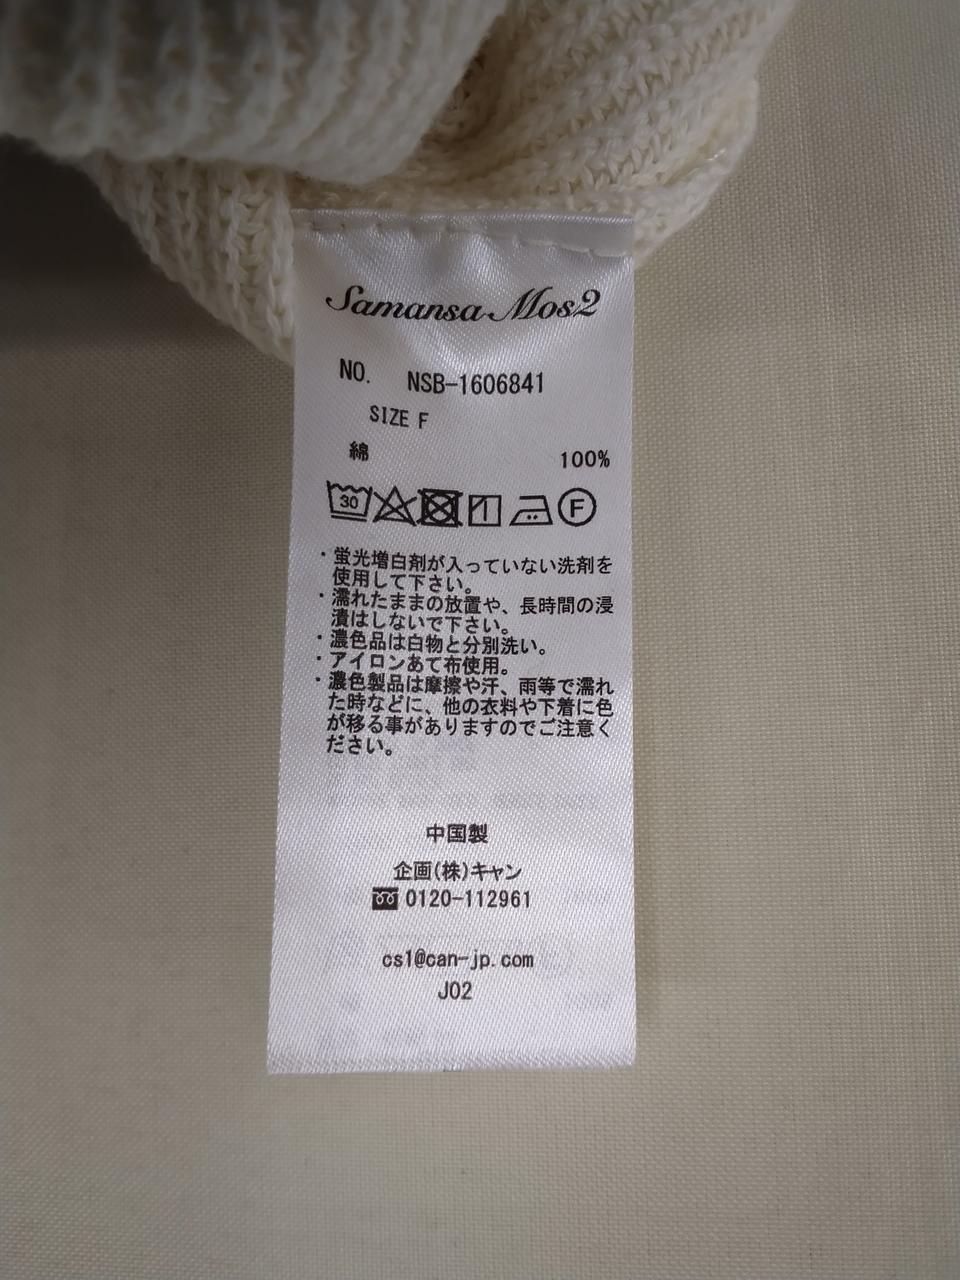 Samansa Mos2
NO. NSB-1606841
SIZE F
綿 100%
30 F
・蛍光増白剤が入っていない洗剤を
使用して下さい。
・濡れたままの放置や、長時間の浸
漬はしないで下さい。
・濃色品は白物と分別洗い。
・アイロンあて布使用。
・濃色製品は摩擦や汗、雨等で濡れ
た時などに、他の衣料や下着に色
が移る事がありますのでご注意く
ださい。
中国製
企画(株)キャン
0120-112961
cs1@can-jp.com
J02